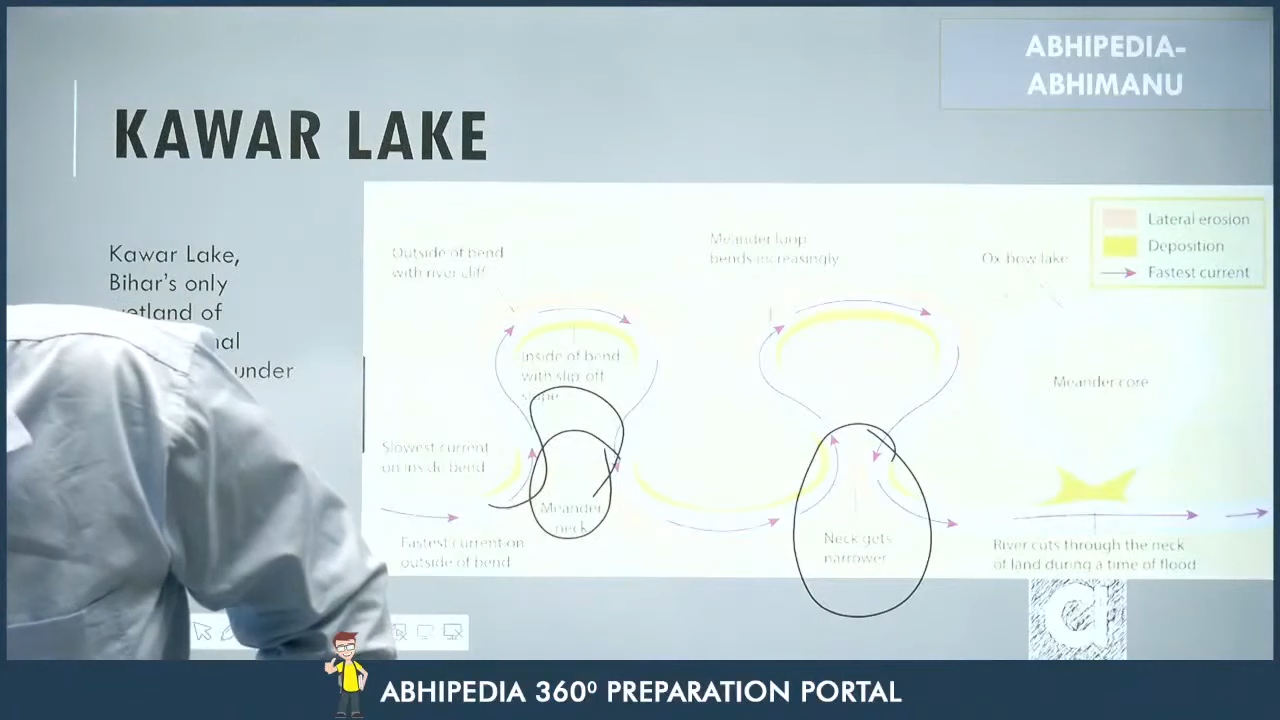 ABHIPEDIA-
ABHIMANU
KAWAR LAKE
Kawar Lake,
Bihar's only
wetland of
under
Outside of bend
with river cliff
Meander loop
bends increasingly
Ox bow lake
Lateral erosion
Deposition
Fastest current
Inside of bend
with slip off
slope
Meander core
Slowest current
on inside bend
Meander
neck
Neck gets
narrower
Fastest current on
outside of bend
River cuts through the neck
of land during a time of flood
a
ABHIPEDIA 360⁰ PREPARATION PORTAL